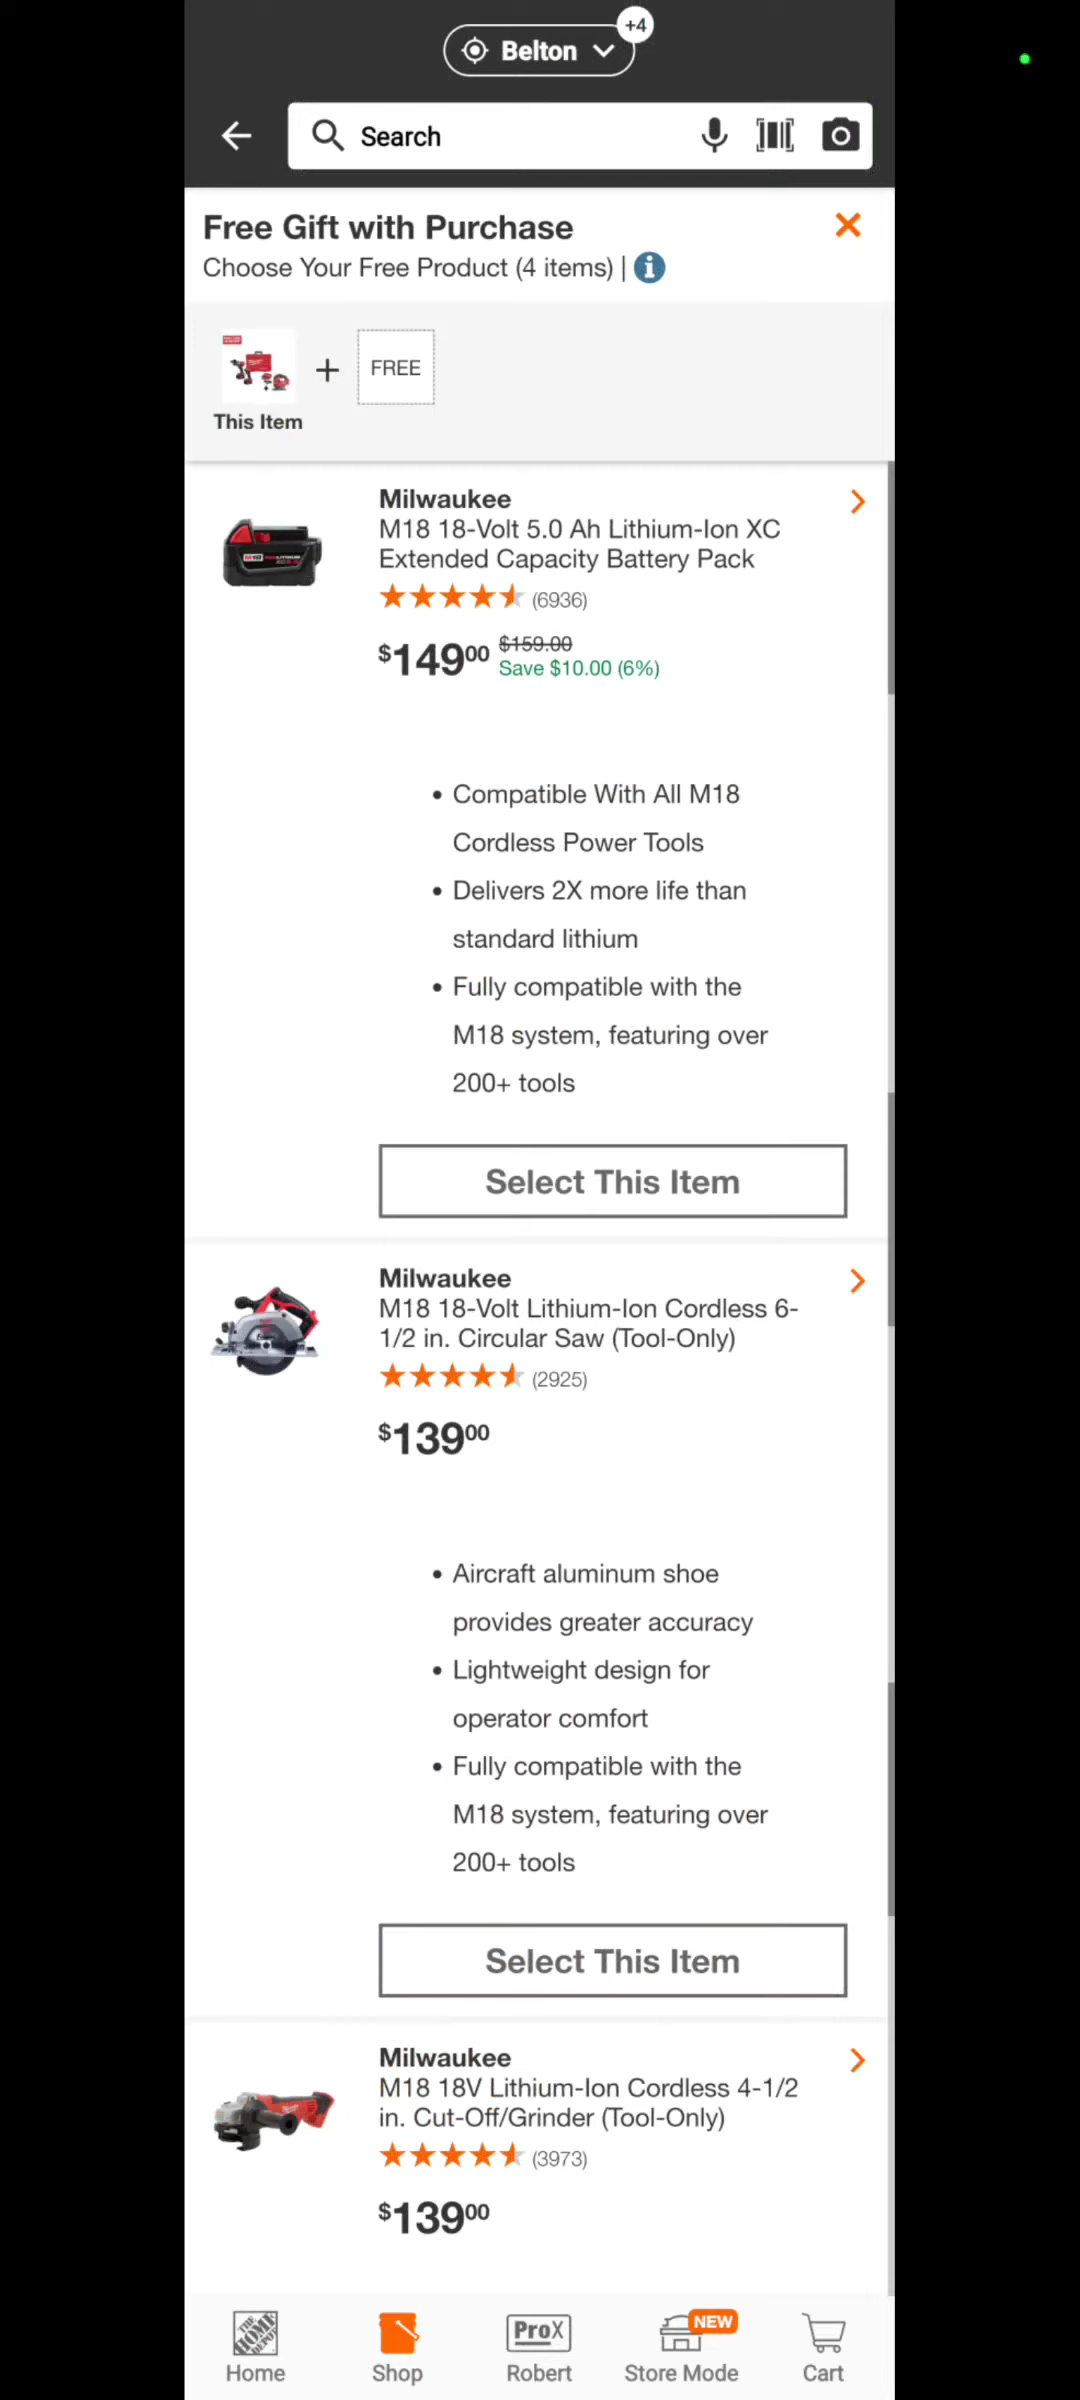 Belton
+4
Search
Free Gift with Purchase
Choose Your Free Product (4 items) |
This Item
+
FREE
Milwaukee
M18 18-Volt 5.0 Ah Lithium-Ion XC
Extended Capacity Battery Pack
(6936)
$14900 $159.00
Save $10.00 (6%)
• Compatible With All M18
Cordless Power Tools
• Delivers 2X more life than
standard lithium
• Fully compatible with the
M18 system, featuring over
200+ tools
Select This Item
Milwaukee
M18 18-Volt Lithium-Ion Cordless 6-
1/2 in. Circular Saw (Tool-Only)
(2925)
$13900
• Aircraft aluminum shoe
provides greater accuracy
• Lightweight design for
operator comfort
• Fully compatible with the
M18 system, featuring over
200+ tools
Select This Item
Milwaukee
M18 18V Lithium-Ion Cordless 4-1/2
in. Cut-Off/Grinder (Tool-Only)
(3973)
$13900
THE HOME DEPOT
ProX
NEW
Home
Shop
Robert
Store Mode
Cart